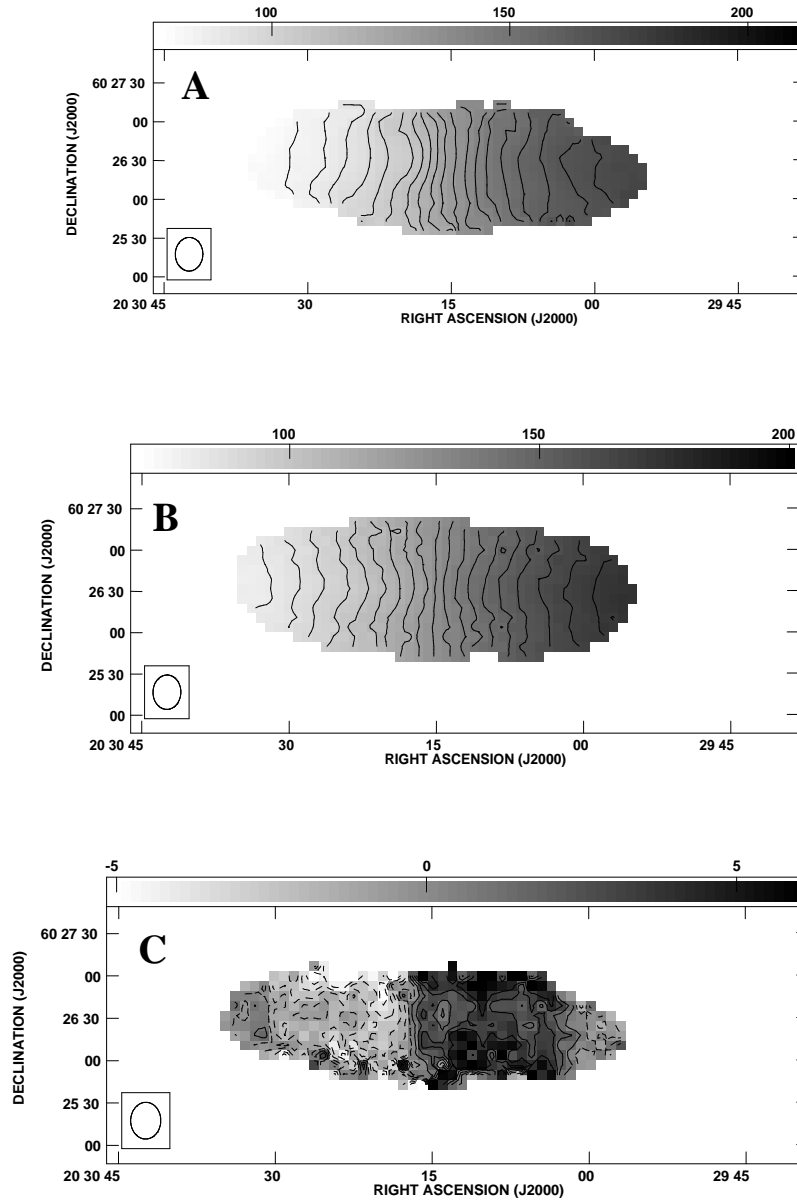 100 150 200
A
DECLINATION (J2000)
60 27 30
00
26 30
00
25 30
00
20 30 45 30 15 00 29 45
RIGHT ASCENSION (J2000)
100 150 200
B
DECLINATION (J2000)
60 27 30
00
26 30
00
25 30
00
20 30 45 30 15 00 29 45
RIGHT ASCENSION (J2000)
-5 0 5
C
DECLINATION (J2000)
60 27 30
00
26 30
00
25 30
00
20 30 45 30 15 00 29 45
RIGHT ASCENSION (J2000)